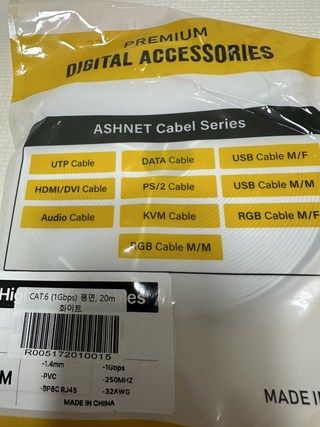 PREMIUM
DIGITAL ACCESSORIES
ASHNET Cabel Series
UTP Cable
DATA Cable
USB Cable M/F
HDMI/DVI Cable
PS/2 Cable
USB Cable M/M
Audio Cable
KVM Cable
RGB Cable M/F
RGB Cable M/M
CAT.6 (1Gbps) 평면, 20m
화이트
R005172010015
-1.4mm
-1Gbps
-PVC
-250MHZ
-8P8C RJ45
-32AWG
MADE IN CHINA
MADE IN